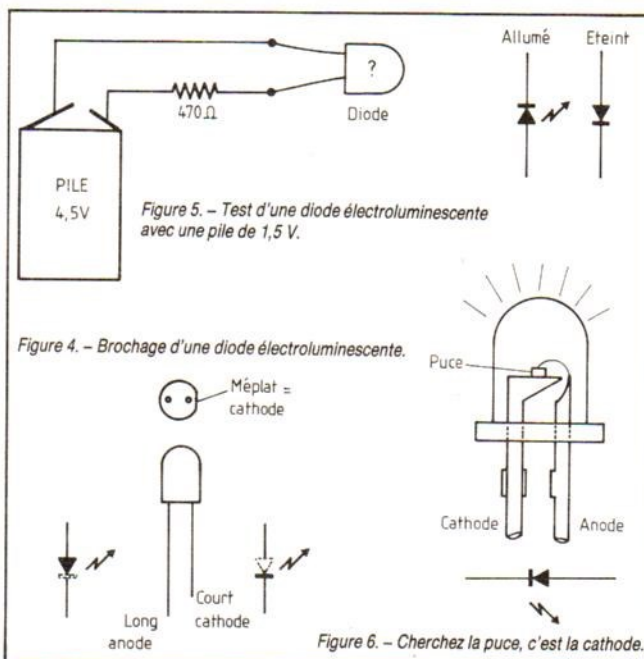 Allumé Eteint
?
470Ω
Diode
PILE
4,5V
Figure 5. – Test d'une diode électroluminescente
avec une pile de 1,5 V.
Figure 4. – Brochage d'une diode électroluminescente.
Méplat =
cathode
Puce
Cathode Anode
Long
anode
Court
cathode
Figure 6. – Cherchez la puce, c'est la cathode.